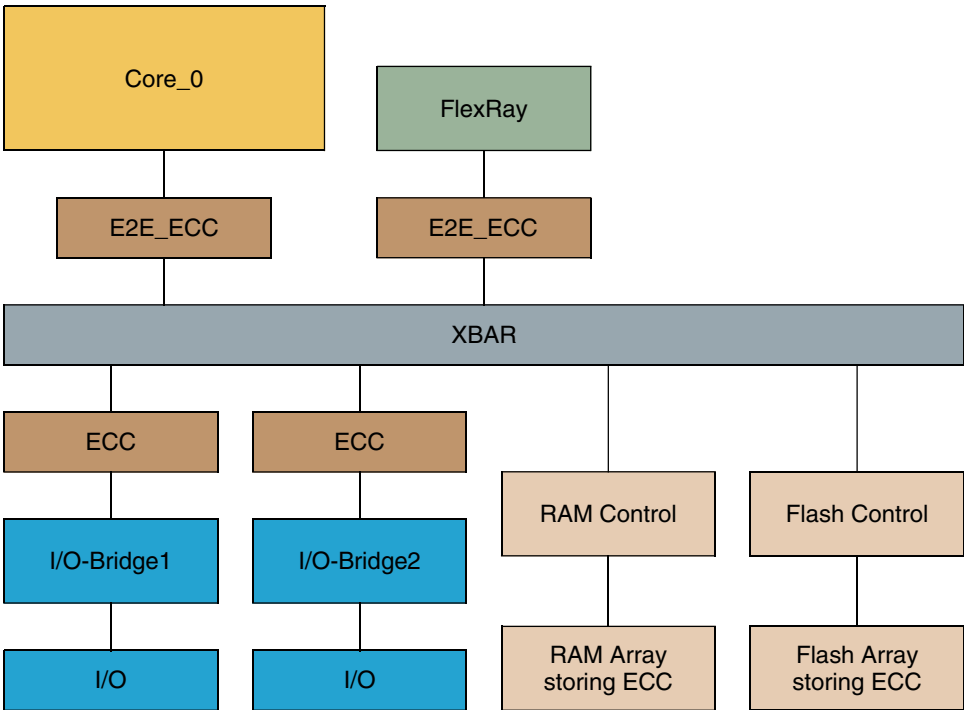 Core_0
FlexRay
E2E_ECC
E2E_ECC
XBAR
ECC
ECC
RAM Control
Flash Control
I/O-Bridge1
I/O-Bridge2
I/O
I/O
RAM Array
storing ECC
Flash Array
storing ECC